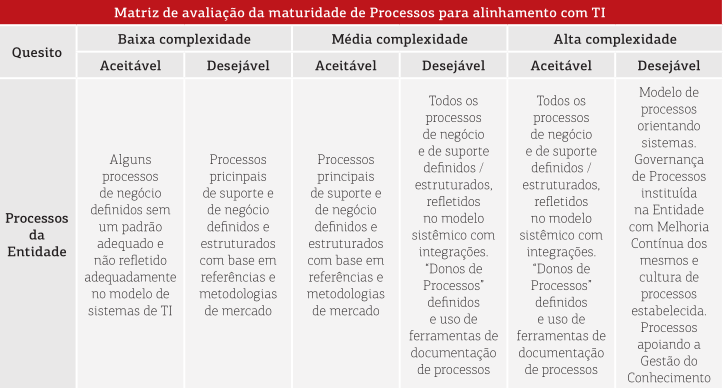 Matriz de avaliação da maturidade de Processos para alinhamento com TI
Quesito
Baixa complexidade
Média complexidade
Alta complexidade
Aceitável
Desejável
Aceitável
Desejável
Aceitável
Desejável
Processos
da
Entidade
Alguns
processos
de negócio
definidos sem
um padrão
adequado e
não refletido
adequadamente
no modelo de
sistemas de TI
Processos
pricinpais
de suporte e
de negócio
definidos e
estruturados
com base em
referências e
metodologias
de mercado
Processos
principais
de suporte e
de negócio
definidos e
estruturados
com base em
referências e
metodologias
de mercado
Todos os
processos
de negócio
e de suporte
definidos /
estruturados,
refletidos
no modelo
sistêmico com
integrações.
“Donos de
Processos”
definidos
e uso de
ferramentas de
documentação
de processos
Todos os
processos
de negócio
e de suporte
definidos /
estruturados,
refletidos
no modelo
sistêmico com
integrações.
“Donos de
Processos”
definidos
e uso de
ferramentas de
documentação
de processos
Modelo de
processos
orientando
sistemas.
Governança
de Processos
instituída
na Entidade
com Melhoria
Contínua dos
mesmos e
cultura de
processos
estabelecida.
Processos
apoiando a
Gestão do
Conhecimento